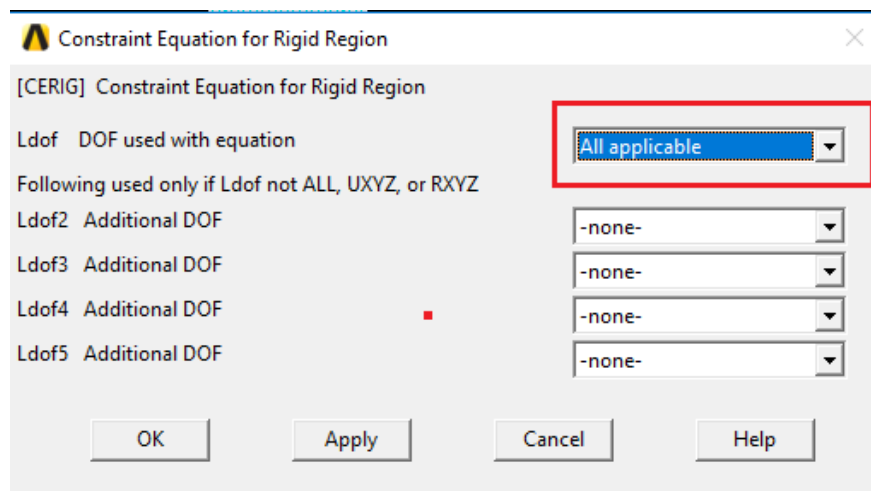 Constraint Equation for Rigid Region
[CERIG] Constraint Equation for Rigid Region
Ldof DOF used with equation All applicable
Following used only if Ldof not ALL, UXYZ, or RXYZ
Ldof2 Additional DOF -none-
Ldof3 Additional DOF -none-
Ldof4 Additional DOF -none-
Ldof5 Additional DOF -none-
OK Apply Cancel Help